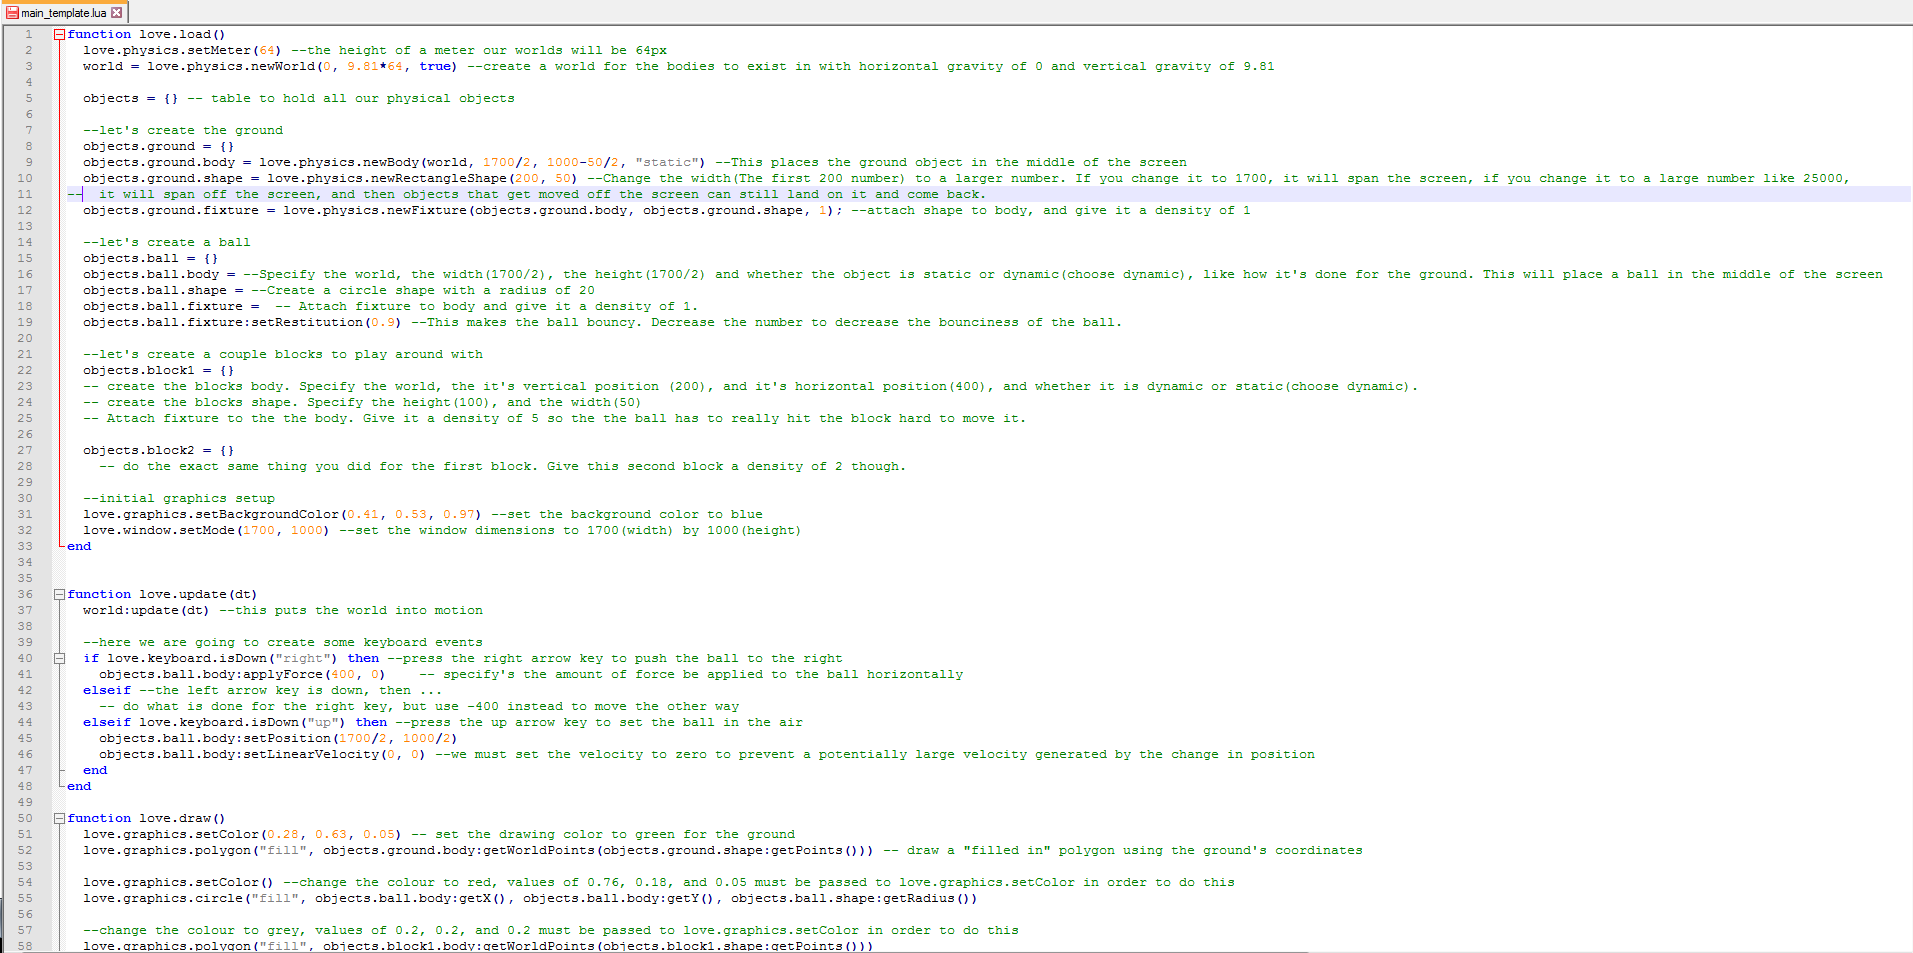 main_template.lua
1 function love.load()
2 love.physics.setMeter(64) --the height of a meter our worlds will be 64px
3 world = love.physics.newWorld(0, 9.81*64, true) --create a world for the bodies to exist in with horizontal gravity of 0 and vertical gravity of 9.81
4
5 objects = {} -- table to hold all our physical objects
6
7 --let's create the ground
8 objects.ground = {}
9 objects.ground.body = love.physics.newBody(world, 1700/2, 1000-50/2, "static") --This places the ground object in the middle of the screen
10 objects.ground.shape = love.physics.newRectangleShape(200, 50) --Change the width(The first 200 number) to a larger number. If you change it to 1700, it will span the screen, if you change it to a large number like 25000,
11 -- it will span off the screen, and then objects that get moved off the screen can still land on it and come back.
12 objects.ground.fixture = love.physics.newFixture(objects.ground.body, objects.ground.shape, 1); --attach shape to body, and give it a density of 1
13
14 --let's create a ball
15 objects.ball = {}
16 objects.ball.body = --Specify the world, the width(1700/2), the height(1700/2) and whether the object is static or dynamic(choose dynamic), like how it's done for the ground. This will place a ball in the middle of the screen
17 objects.ball.shape = --Create a circle shape with a radius of 20
18 objects.ball.fixture =  -- Attach fixture to body and give it a density of 1.
19 objects.ball.fixture:setRestitution(0.9) --This makes the ball bouncy. Decrease the number to decrease the bounciness of the ball.
20
21 --let's create a couple blocks to play around with
22 objects.block1 = {}
23 -- create the blocks body. Specify the world, the it's vertical position (200), and it's horizontal position(400), and whether it is dynamic or static(choose dynamic).
24 -- create the blocks shape. Specify the height(100), and the width(50)
25 -- Attach fixture to the the body. Give it a density of 5 so the the ball has to really hit the block hard to move it.
26
27 objects.block2 = {}
28 -- do the exact same thing you did for the first block. Give this second block a density of 2 though.
29
30 --initial graphics setup
31 love.graphics.setBackgroundColor(0.41, 0.53, 0.97) --set the background color to blue
32 love.window.setMode(1700, 1000) --set the window dimensions to 1700(width) by 1000(height)
33 end
34
35
36 function love.update(dt)
37 world:update(dt) --this puts the world into motion
38
39 --here we are going to create some keyboard events
40 if love.keyboard.isDown("right") then --press the right arrow key to push the ball to the right
41 objects.ball.body:applyForce(400, 0)    -- specify's the amount of force be applied to the ball horizontally
42 elseif --the left arrow key is down, then ...
43 -- do what is done for the right key, but use -400 instead to move the other way
44 elseif love.keyboard.isDown("up") then --press the up arrow key to set the ball in the air
45 objects.ball.body:setPosition(1700/2, 1000/2)
46 objects.ball.body:setLinearVelocity(0, 0) --we must set the velocity to zero to prevent a potentially large velocity generated by the change in position
47 end
48 end
49
50 function love.draw()
51 love.graphics.setColor(0.28, 0.63, 0.05) -- set the drawing color to green for the ground
52 love.graphics.polygon("fill", objects.ground.body:getWorldPoints(objects.ground.shape:getPoints())) -- draw a "filled in" polygon using the ground's coordinates
53
54 love.graphics.setColor() --change the colour to red, values of 0.76, 0.18, and 0.05 must be passed to love.graphics.setColor in order to do this
55 love.graphics.circle("fill", objects.ball.body:getX(), objects.ball.body:getY(), objects.ball.shape:getRadius())
56
57 --change the colour to grey, values of 0.2, 0.2, and 0.2 must be passed to love.graphics.setColor in order to do this
58 love.graphics.polygon("fill", objects.block1.body:getWorldPoints(objects.block1.shape:getPoints()))